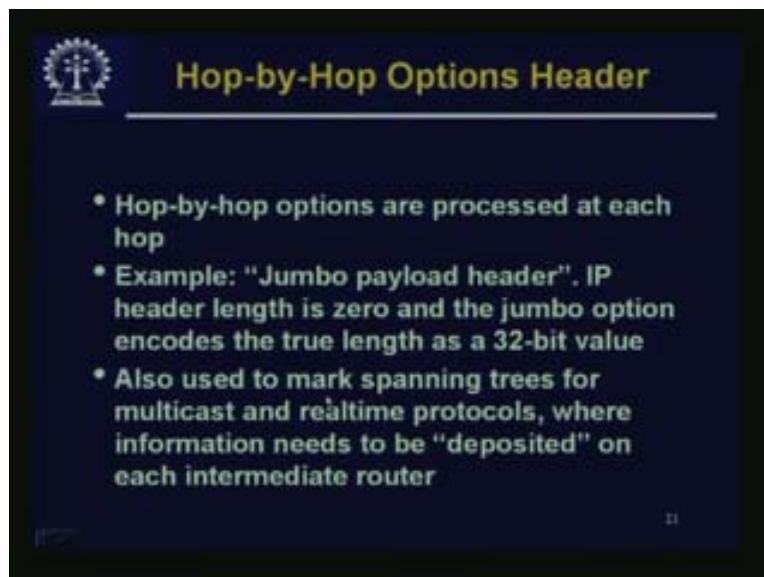 Hop-by-Hop Options Header
• Hop-by-hop options are processed at each
hop
• Example: “Jumbo payload header”. IP
header length is zero and the jumbo option
encodes the true length as a 32-bit value
• Also used to mark spanning trees for
multicast and realtime protocols, where
information needs to be “deposited” on
each intermediate router